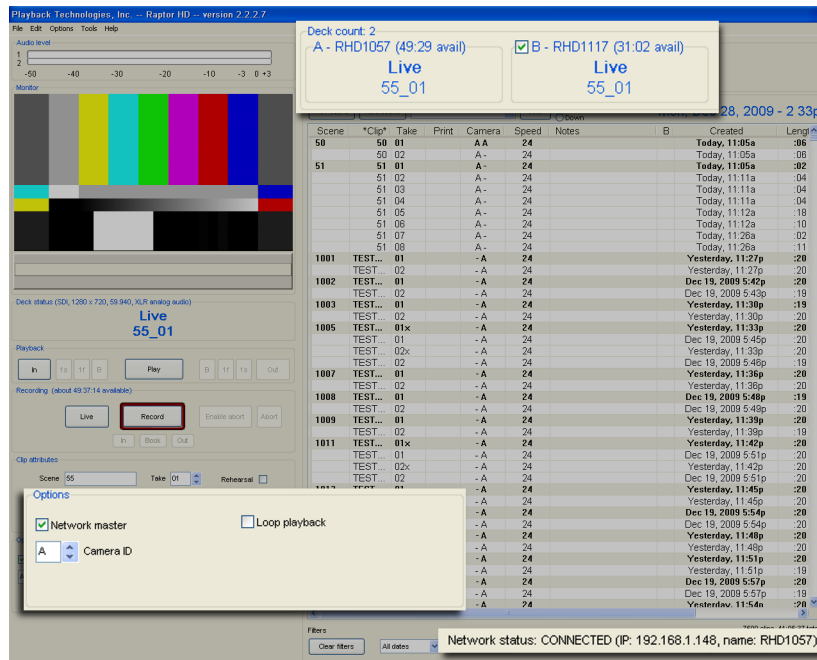 Playback Technologies, Inc. -- Raptor HD -- version 2.2.2.7
File Edit Options Tools Help
Audio level
1
2
-50 -40 -30 -20 -10 -3 0 +3
Monitor
Deck status (SDI, 1280 x 720, 59.940, XLR analog audio)
Live
55_01
Playback
In 1s 1f B Play B 1f 1s Out
Recording (about 49:37:14 available)
Live Record Enable abort Abort
In Book Out
Clip attributes
Scene 55 Take 01 Rehearsal
Options
Network master Loop playback
A Camera ID
Deck count: 2
A - RHD1057 (49:29 avail) B - RHD1117 (31:02 avail)
Live Live
55_01 55_01
Down
28, 2009 - 2 33p
Scene *Clip* Take Print Camera Speed Notes B Created Lengt
50 50 01 A A 24 Today, 11:05a :06
50 02 A - 24 Today, 11:05a :06
51 51 01 A - 24 Today, 11:05a :02
51 02 A - 24 Today, 11:11a :04
51 03 A - 24 Today, 11:11a :04
51 04 A - 24 Today, 11:11a :04
51 05 A - 24 Today, 11:12a :18
51 06 A - 24 Today, 11:12a :10
51 07 A - 24 Today, 11:26a :02
51 08 A - 24 Today, 11:26a :11
1001 TEST... 01 - A 24 Yesterday, 11:27p :20
TEST... 02 - A 24 Yesterday, 11:27p :20
1002 TEST... 01 - A 24 Dec 19, 2009 5:42p :20
TEST... 02 - A 24 Dec 19, 2009 5:43p :19
1003 TEST... 01 - A 24 Yesterday, 11:30p :19
TEST... 02 - A 24 Yesterday, 11:30p :20
1005 TEST... 01x - A 24 Yesterday, 11:33p :20
TEST... 01 - A 24 Dec 19, 2009 5:45p :20
TEST... 02x - A 24 Yesterday, 11:33p :20
TEST... 02 - A 24 Dec 19, 2009 5:46p :19
1007 TEST... 01 - A 24 Yesterday, 11:36p :20
TEST... 02 - A 24 Yesterday, 11:36p :20
1008 TEST... 01 - A 24 Dec 19, 2009 5:48p :19
TEST... 02 - A 24 Dec 19, 2009 5:49p :20
1009 TEST... 01 - A 24 Yesterday, 11:39p :20
TEST... 02 - A 24 Yesterday, 11:39p :19
1011 TEST... 01x - A 24 Yesterday, 11:42p :20
TEST... 01 - A 24 Dec 19, 2009 5:51p :20
TEST... 02x - A 24 Yesterday, 11:42p :20
TEST... 02 - A 24 Dec 19, 2009 5:51p :20
- A 24 Yesterday, 11:45p :20
- A 24 Yesterday, 11:45p :20
- A 24 Dec 19, 2009 5:54p :20
- A 24 Dec 19, 2009 5:54p :20
- A 24 Yesterday, 11:48p :20
- A 24 Yesterday, 11:48p :20
- A 24 Yesterday, 11:51p :20
- A 24 Yesterday, 11:51p :19
- A 24 Dec 19, 2009 5:57p :20
- A 24 Dec 19, 2009 5:57p :19
- A 24 Yesterday, 11:54p :20
Filters
Clear filters All dates
Network status: CONNECTED (IP: 192.168.1.148, name: RHD1057)